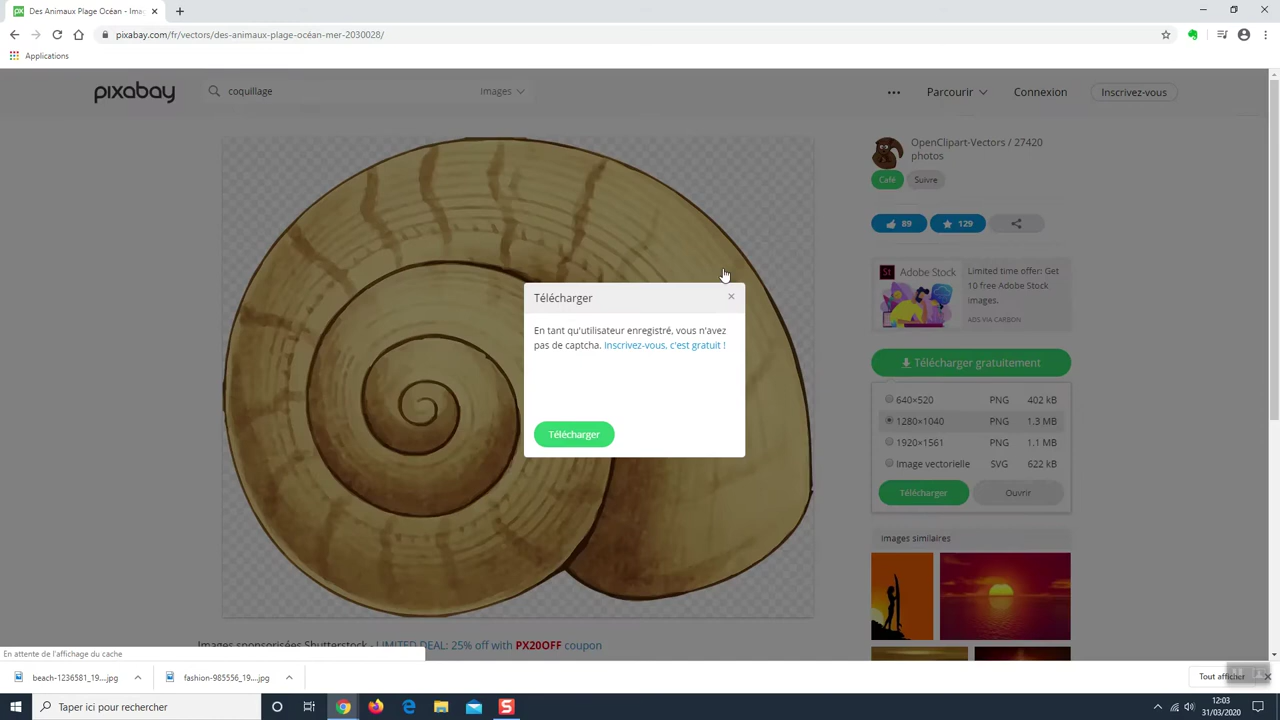 Des Animaux Plage Océan - Ima
pixabay.com/fr/vectors/des-animaux-plage-océan-mer-2030028/
Applications
pixabay
coquillage
Images
Parcourir
Connexion
Inscrivez-vous
OpenClipart-Vectors / 27420
photos
Café
Suivre
89
129
St Adobe Stock
Limited time offer: Get
10 free Adobe Stock
images.
ADS VIA CARBON
Télécharger
En tant qu'utilisateur enregistré, vous n'avez
pas de captcha. Inscrivez-vous, c'est gratuit !
Télécharger
Télécharger gratuitement
640×520 PNG 402 kB
1280×1040 PNG 1.3 MB
1920×1561 PNG 1.1 MB
Image vectorielle SVG 622 kB
Télécharger
Ouvrir
Images similaires
Images sponsorisées Shutterstock - LIMITED DEAL: 25% off with PX20OFF coupon
En attente de l'affichage du cache
beach-1236581_19....jpg
fashion-985556_19....jpg
Tout afficher
Taper ici pour rechercher
12:03
31/03/2020